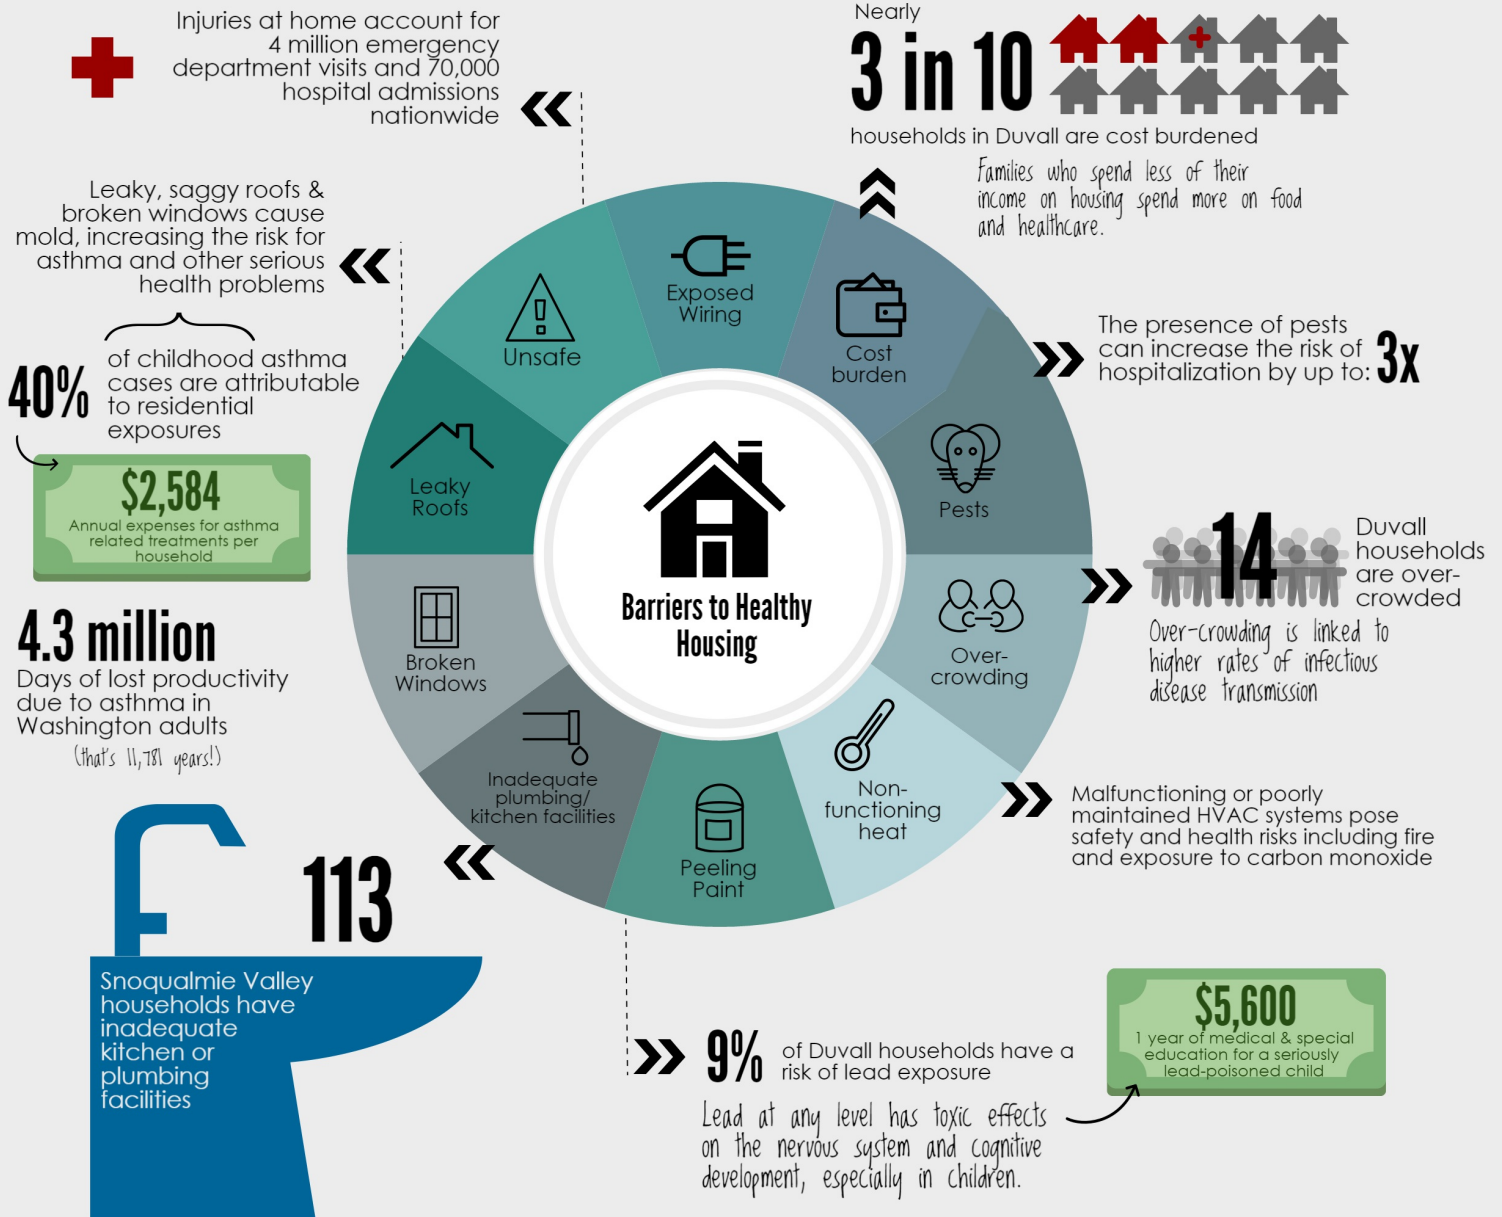 Injuries at home account for
4 million emergency
department visits and 70,000
hospital admissions
nationwide
Nearly
3 in 10
households in Duvall are cost burdened
Families who spend less of their
income on housing spend more on food
and healthcare.
Leaky, saggy roofs &
broken windows cause
mold, increasing the risk for
asthma and other serious
health problems
40%
of childhood asthma
cases are attributable
to residential
exposures
$2,584
Annual expenses for asthma
related treatments per
household
4.3 million
Days of lost productivity
due to asthma in
Washington adults
(that's 11,781 years!)
Exposed
Wiring
Unsafe
Cost
burden
Leaky
Roofs
Pests
Barriers to Healthy
Housing
Broken
Windows
Over-
crowding
Inadequate
plumbing/
kitchen facilities
Non-
functioning
heat
Peeling
Paint
The presence of pests
can increase the risk of
hospitalization by up to: 3x
14
Duvall
households
are over-
crowded
Over-crowding is linked to
higher rates of infectious
disease transmission
Malfunctioning or poorly
maintained HVAC systems pose
safety and health risks including fire
and exposure to carbon monoxide
113
Snoqualmie Valley
households have
inadequate
kitchen or
plumbing
facilities
9%
of Duvall households have a
risk of lead exposure
Lead at any level has toxic effects
on the nervous system and cognitive
development, especially in children.
$5,600
1 year of medical & special
education for a seriously
lead-poisoned child